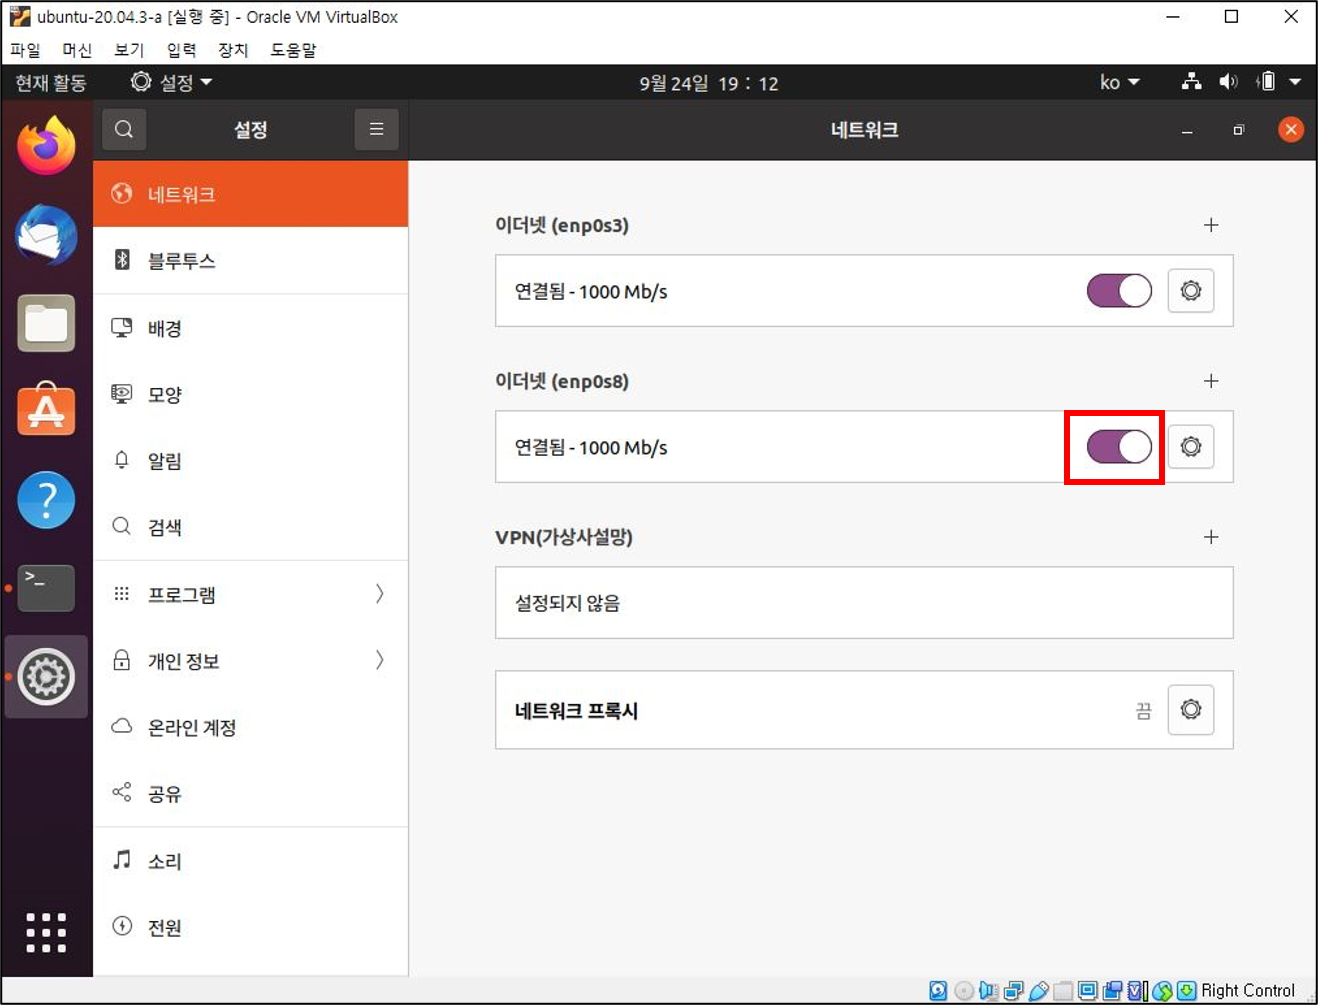 ubuntu-20.04.3-a [실행 중] - Oracle VM VirtualBox
파일 머신 보기 입력 장치 도움말
현재 활동 설정 9월 24일 19 : 12 ko
설정 네트워크
네트워크
블루투스
배경
모양
알림
검색
프로그램
개인 정보
온라인 계정
공유
소리
전원
이더넷 (enp0s3)
연결됨 - 1000 Mb/s
이더넷 (enp0s8)
연결됨 - 1000 Mb/s
VPN(가상사설망)
설정되지 않음
네트워크 프록시 끔
Right Control